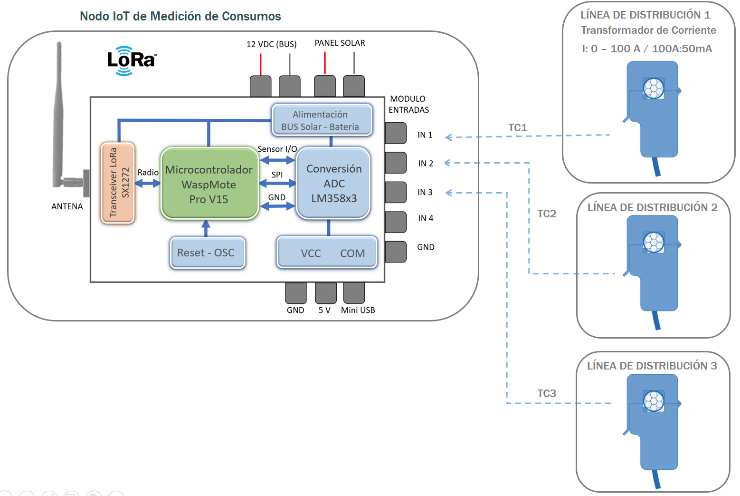 Nodo IoT de Medición de Consumos
LoRa
12 VDC (BUS)
PANEL SOLAR
MODULO
ENTRADAS
Alimentación
BUS Solar - Batería
IN 1
IN 2
IN 3
IN 4
GND
Transceiver LoRa
SX1272
Radio
Microcontrolador
WaspMote
Pro V15
Sensor I/O
SPI
GND
Conversión
ADC
LM358x3
ANTENA
Reset - OSC
VCC
COM
GND
5 V
Mini USB
TC1
TC2
TC3
LÍNEA DE DISTRIBUCIÓN 1
Transformador de Corriente
I: 0 – 100 A / 100A:50mA
LÍNEA DE DISTRIBUCIÓN 2
LÍNEA DE DISTRIBUCIÓN 3